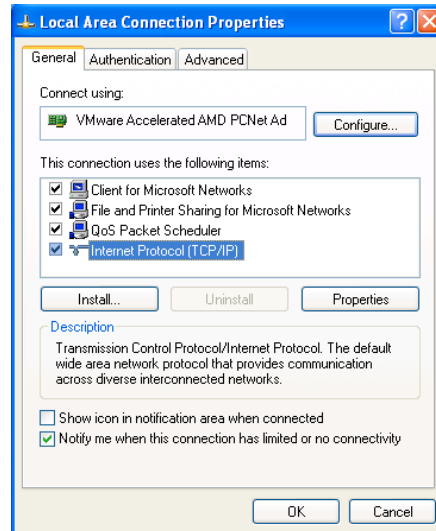 Local Area Connection Properties
General
Authentication
Advanced
Connect using:
VMware Accelerated AMD PCNet Ad
Configure...
This connection uses the following items:
Client for Microsoft Networks
File and Printer Sharing for Microsoft Networks
QoS Packet Scheduler
Internet Protocol (TCP/IP)
Install...
Uninstall
Properties
Description
Transmission Control Protocol/Internet Protocol. The default
wide area network protocol that provides communication
across diverse interconnected networks.
Show icon in notification area when connected
Notify me when this connection has limited or no connectivity
OK
Cancel